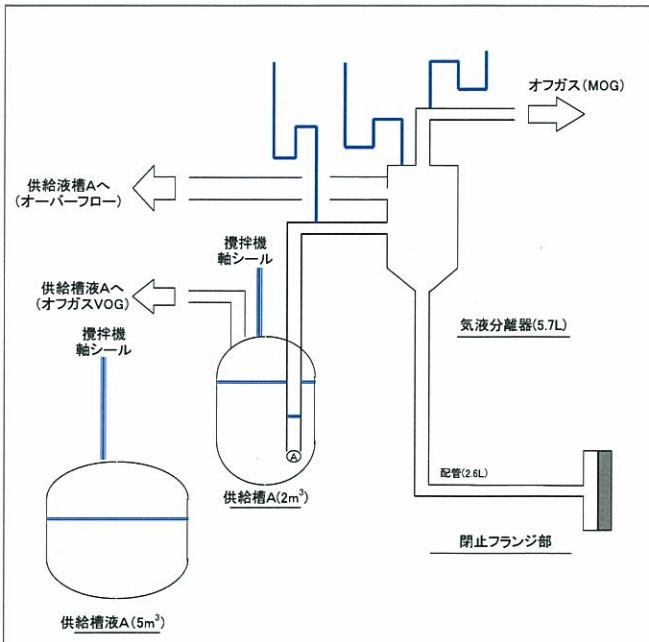 オフガス(MOG)
供給液槽Aへ
(オーバーフロー)
攪拌機
軸シール
供給槽液Aへ
(オフガスVOG)
攪拌機
軸シール
気液分離器(5.7L)
A
配管(2.6L)
供給槽A(2m³)
閉止フランジ部
供給槽液A(5m³)